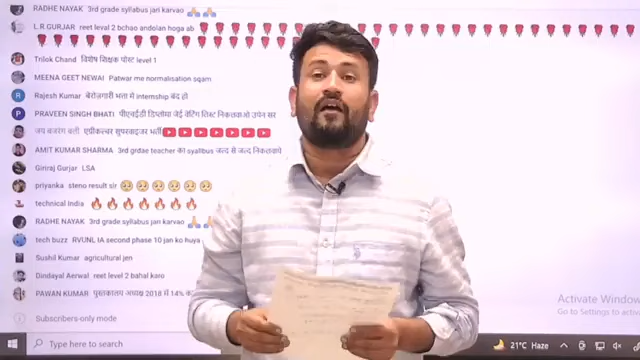 RADHE NAYAK 3rd grade syllabus jari karvao
L.R GURJAR reet level 2 bchao andolan hoga ab
Trilok Chand विशेष शिक्षक पोस्ट level 1
MEENA GEET NEWAI Patwar me normalisation sqam
Rajesh Kumar बेरोज़गारी भत्ता में internship बंद हो
PRAVEEN SINGH BHATI पीएचईडी डिप्लोमा जेई वेटिंग लिस्ट निकलवाओ उपेन सर
जय बजरंग बली एग्रीकल्चर सुपरवाइजर भर्ती
AMIT KUMAR SHARMA 3rd grdae teacher का syallbus जल्द से जल्द निकलवाये
Giriraj Gurjar LSA
priyanka steno result sir
technical India
RADHE NAYAK 3rd grade syllabus jari karvao
tech buzz RVUNL IA second phase 10 jan ko huya
Sushil Kumar agricultural jen
Dindayal Aerwal reet level 2 bahal karo
PAWAN KUMAR पुस्तकालय अध्यक्ष 2018 में 14% क
Subscribers-only mode
Activate Window
Go to Settings to activ
Type here to search
21°C Haze